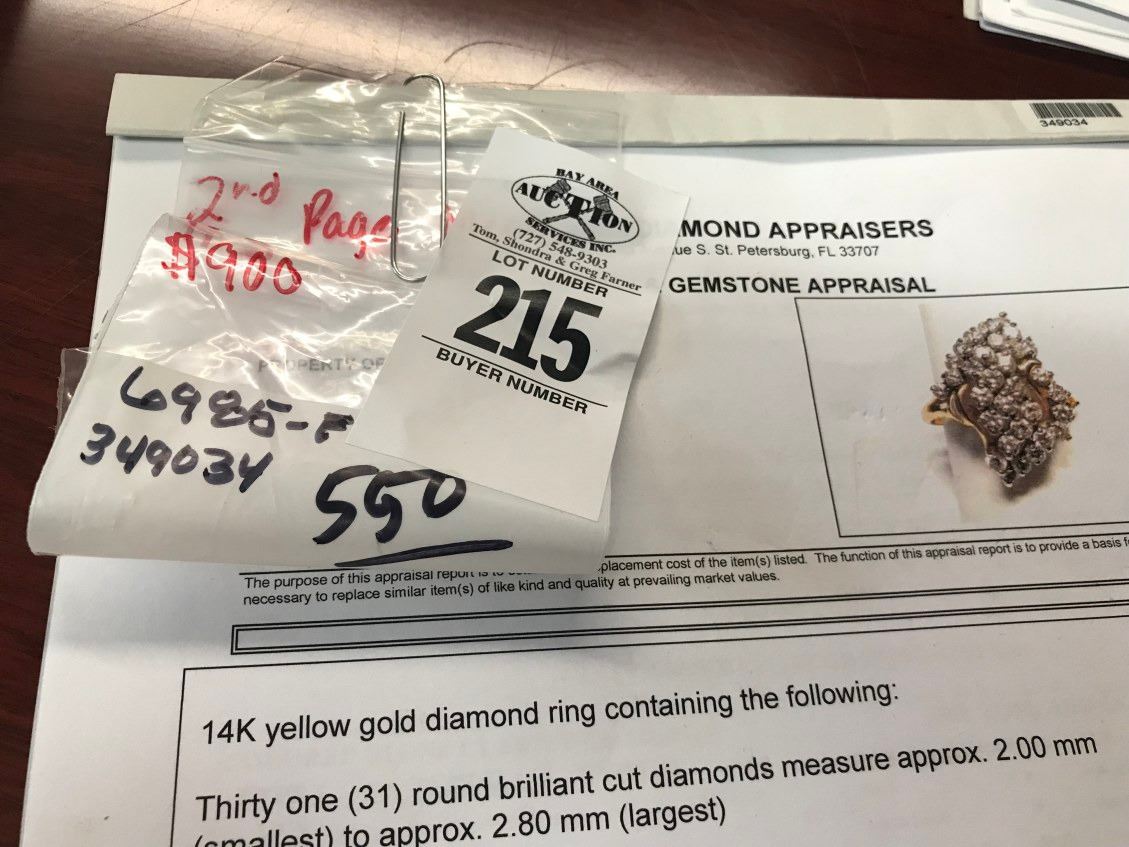 349034
2nd Page
$900
PROPERTY OF
6985-F
349034
550
BAY AREA
AUCTION
SERVICES INC.
(727) 548-9303
Tom, Shondra & Greg Farner
LOT NUMBER
215
BUYER NUMBER
MOND APPRAISERS
ue S. St. Petersburg, FL 33707
GEMSTONE APPRAISAL
The purpose of this appraisal report is to placement cost of the item(s) listed. The function of this appraisal report is to provide a basis
necessary to replace similar item(s) of like kind and quality at prevailing market values.
14K yellow gold diamond ring containing the following:
Thirty one (31) round brilliant cut diamonds measure approx. 2.00 mm
(smallest) to approx. 2.80 mm (largest)